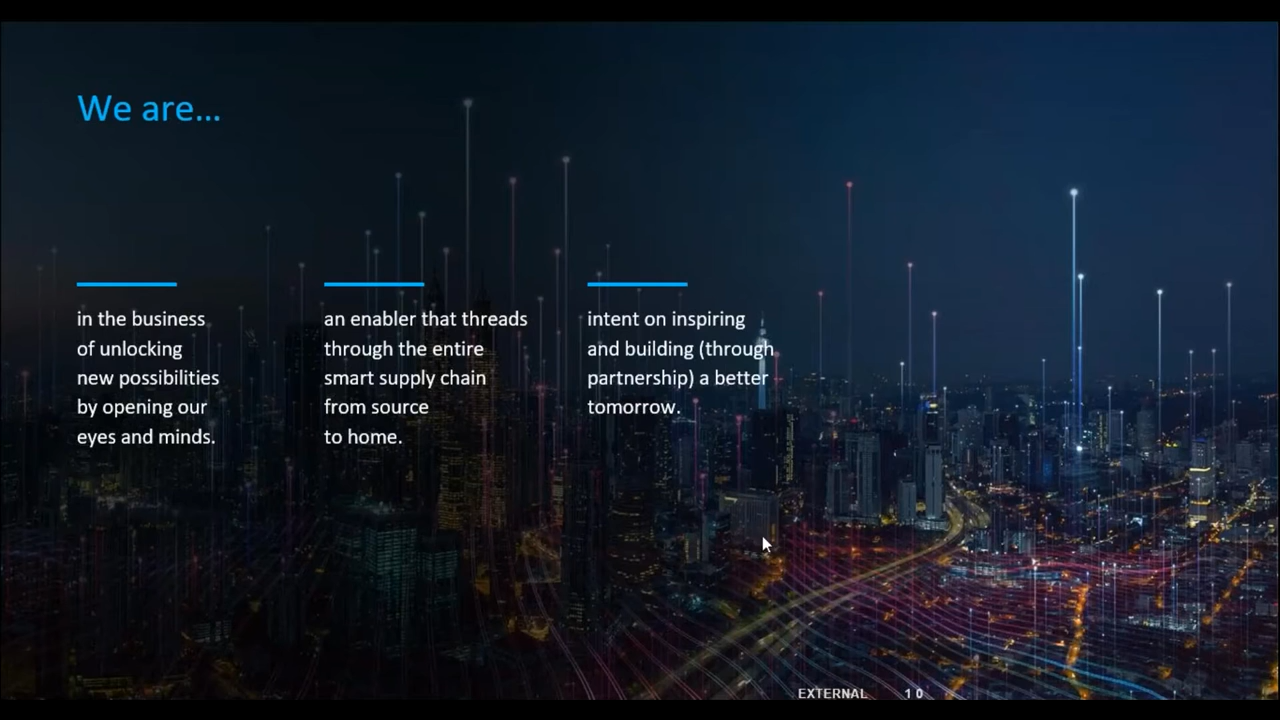 We are...
in the business
of unlocking
new possibilities
by opening our
eyes and minds.
an enabler that threads
through the entire
smart supply chain
from source
to home.
intent on inspiring
and building (through
partnership) a better
tomorrow.
EXTERNAL 10